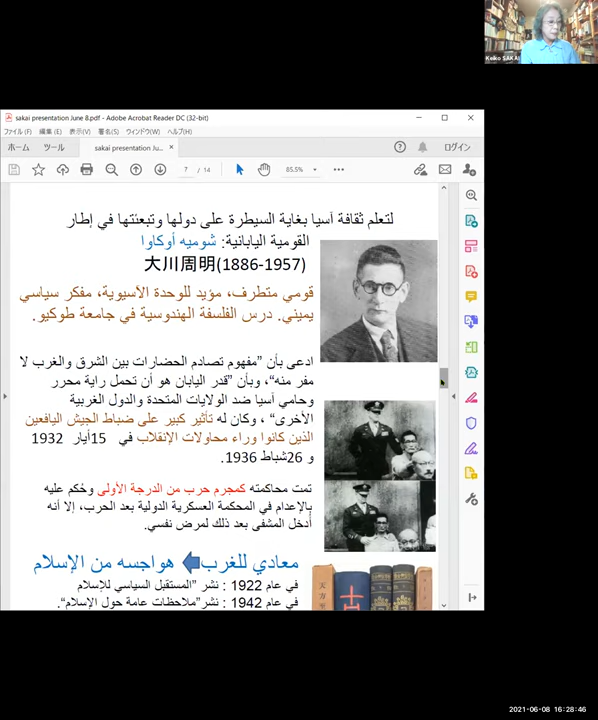 Keiko SAKAI
sakai presentation June 8.pdf - Adobe Acrobat Reader DC (32-bit)
ファイル(F) 編集(E) 表示(V) 署名(S) ウィンドウ(W) ヘルプ(H)
ホーム ツール sakai presentation Ju... × ログイン
7 / 14 85.5%
لتعلم ثقافة آسيا بغاية السيطرة على دولها وتبعئتها في إطار
القومية اليابانية: شوميه أوكاوا
大川周明(1886-1957)
قومي متطرف، مؤيد للوحدة الآسيوية، مفكر سياسي
يميني. درس الفلسفة الهندوسية في جامعة طوكيو.
ادعى بأن "مفهوم تصادم الحضارات بين الشرق والغرب لا
مفر منه"، وبأن "قدر اليابان هو أن تحمل راية محرر
وحامي آسيا ضد الولايات المتحدة والدول الغربية
الأخرى" ، وكان له تأثير كبير على ضباط الجيش اليافعين
الذين كانوا وراء محاولات الإنقلاب في 15أيار 1932
و 26شباط 1936.
تمت محاكمته كمجرم حرب من الدرجة الأولى وحُكم عليه
بالإعدام في المحكمة العسكرية الدولية بعد الحرب، إلا أنه
أدخل المشفى بعد ذلك لمرض نفسي.
معادي للغرب هواجسه من الإسلام
في عام 1922 : نشر "المستقبل السياسي للإسلام
في عام 1942 : نشر"ملاحظات عامة حول الإسلام".
2021-06-08 16:28:46